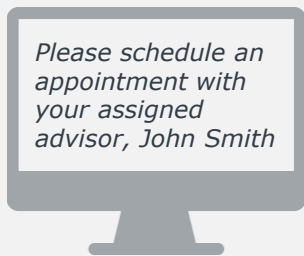 Please schedule an
appointment with
your assigned
advisor, John Smith